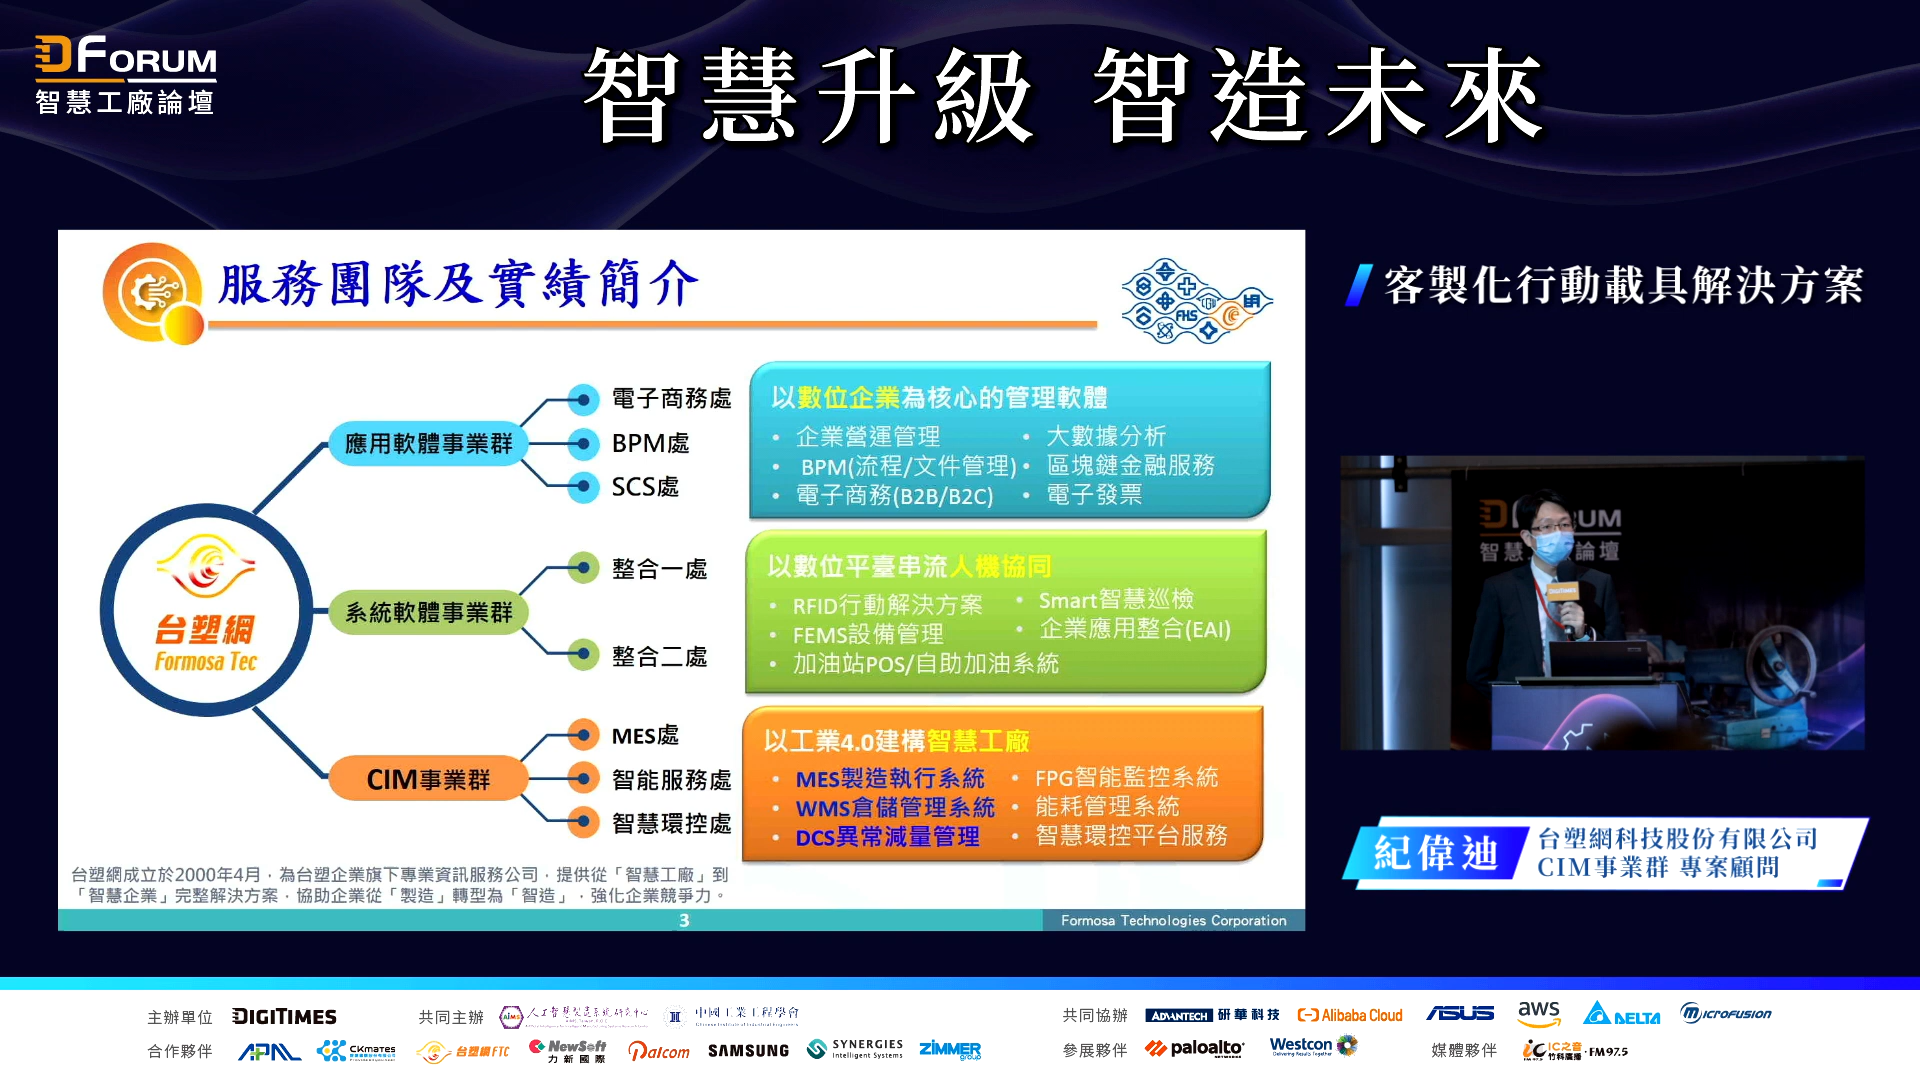 DFORUM
智慧工廠論壇
智慧升級 智造未來
服務團隊及實績簡介
FHS
台塑網
Formosa Tec
應用軟體事業群
電子商務處
BPM處
SCS處
系統軟體事業群
整合一處
整合二處
CIM事業群
MES處
智能服務處
智慧環控處
以數位企業為核心的管理軟體
• 企業營運管理
• BPM(流程/文件管理)
• 電子商務(B2B/B2C)
• 大數據分析
• 區塊鏈金融服務
• 電子發票
以數位平臺串流人機協同
• RFID行動解決方案
• FEMS設備管理
• 加油站POS/自助加油系統
• Smart智慧巡檢
• 企業應用整合(EAI)
以工業4.0建構智慧工廠
• MES製造執行系統
• WMS倉儲管理系統
• DCS異常減量管理
• FPG智能監控系統
• 能耗管理系統
• 智慧環控平台服務
台塑網成立於2000年4月，為台塑企業旗下專業資訊服務公司，提供從「智慧工廠」到
「智慧企業」完整解決方案，協助企業從「製造」轉型為「智造」，強化企業競爭力。
3
Formosa Technologies Corporation
客製化行動載具解決方案
DIGITIMES
紀偉迪
台塑網科技股份有限公司
CIM事業群 專案顧問
主辦單位 DIGITIMES
共同主辦 AIMS 人工智慧製造系統研究中心 中國工業工程學會
共同協辦 ADVANTECH 研華科技 Alibaba Cloud ASUS aws DELTA MICROFUSION
合作夥伴 APNL CKmates 台塑網FTC NewSoft 力新國際 Patcom SAMSUNG SYNERGIES Intelligent Systems ZIMMER group
參展夥伴 paloalto NETWORKS Westcon
媒體夥伴 iC IC之音 竹科廣播·FM97.5